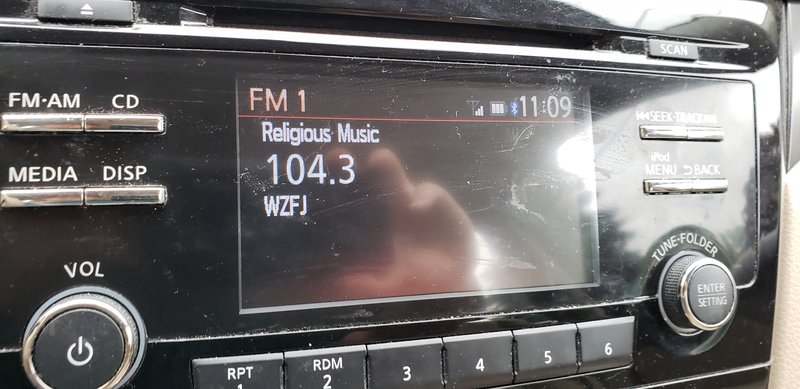 SCAN
FM·AM CD
MEDIA DISP
VOL
FM 1
11:09
Religious Music
104.3
WZFJ
SEEK·TRACK
iPod
MENU BACK
TUNE·FOLDER
ENTER
SETTING
RPT
1
RDM
2
3
4
5
6